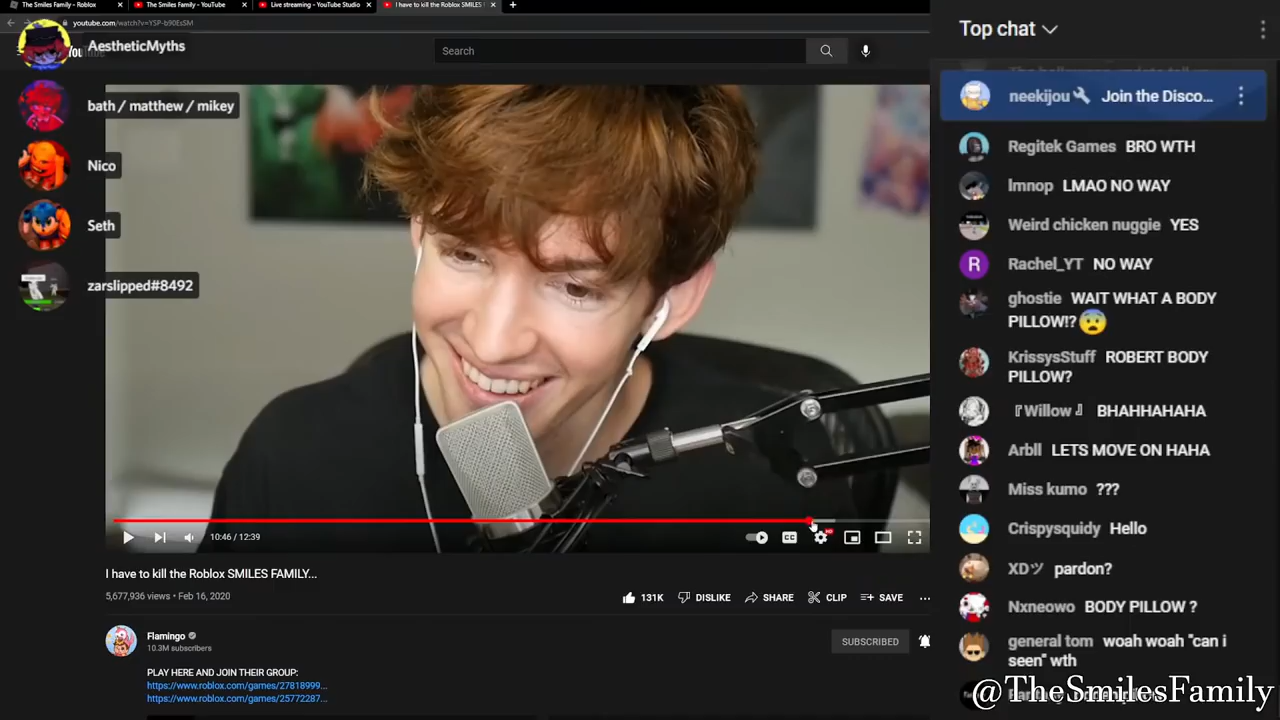 The Smiles Family - Roblox
The Smiles Family - YouTube
Live streaming - YouTube Studio
I have to kill the Roblox SMILES
youtube.com/watch?v=YSP-b90EsSM
Search
AestheticMyths
bath / matthew / mikey
Nico
Seth
zarslipped#8492
10:46 / 12:39
CC
HD
I have to kill the Roblox SMILES FAMILY...
5,677,936 views • Feb 16, 2020
131K
DISLIKE
SHARE
CLIP
SAVE
Flamingo
10.3M subscribers
SUBSCRIBED
PLAY HERE AND JOIN THEIR GROUP:
https://www.roblox.com/games/27818999...
https://www.roblox.com/games/25772287...
Top chat
neekijou Join the Disco...
Regitek Games BRO WTH
lmnop LMAO NO WAY
Weird chicken nuggie YES
R
Rachel_YT NO WAY
ghostie WAIT WHAT A BODY
PILLOW!?😨
KrissysStuff ROBERT BODY
PILLOW?
『Willow』 BHAHHAHAHA
Arbll LETS MOVE ON HAHA
Miss kumo ???
Crispysquidy Hello
XDツ pardon?
Nxneowo BODY PILLOW ?
general tom woah woah "can i
seen" wth
@TheSmilesFamily